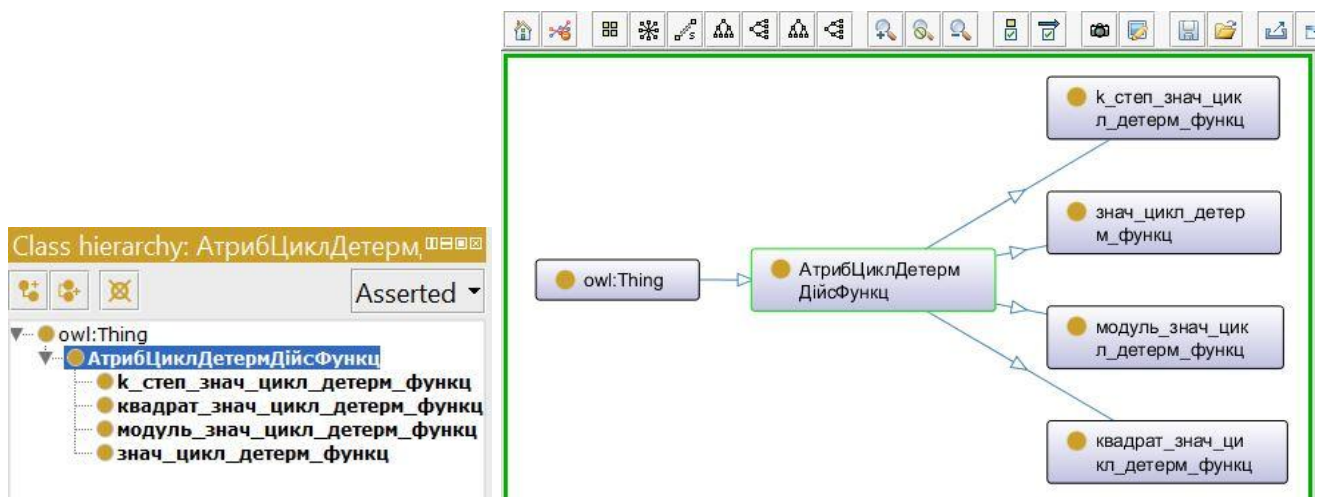 Class hierarchy: АтрибЦиклДетерм,
Asserted
owl:Thing
АтрибЦиклДетермДійсФункц
k_степ_знач_цикл_детерм_функц
квадрат_знач_цикл_детерм_функц
модуль_знач_цикл_детерм_функц
знач_цикл_детерм_функц
owl:Thing
АтрибЦиклДетерм
ДійсФункц
k_степ_знач_цик
л_детерм_функц
знач_цикл_детер
м_функц
модуль_знач_цик
л_детерм_функц
квадрат_знач_ци
кл_детерм_функц